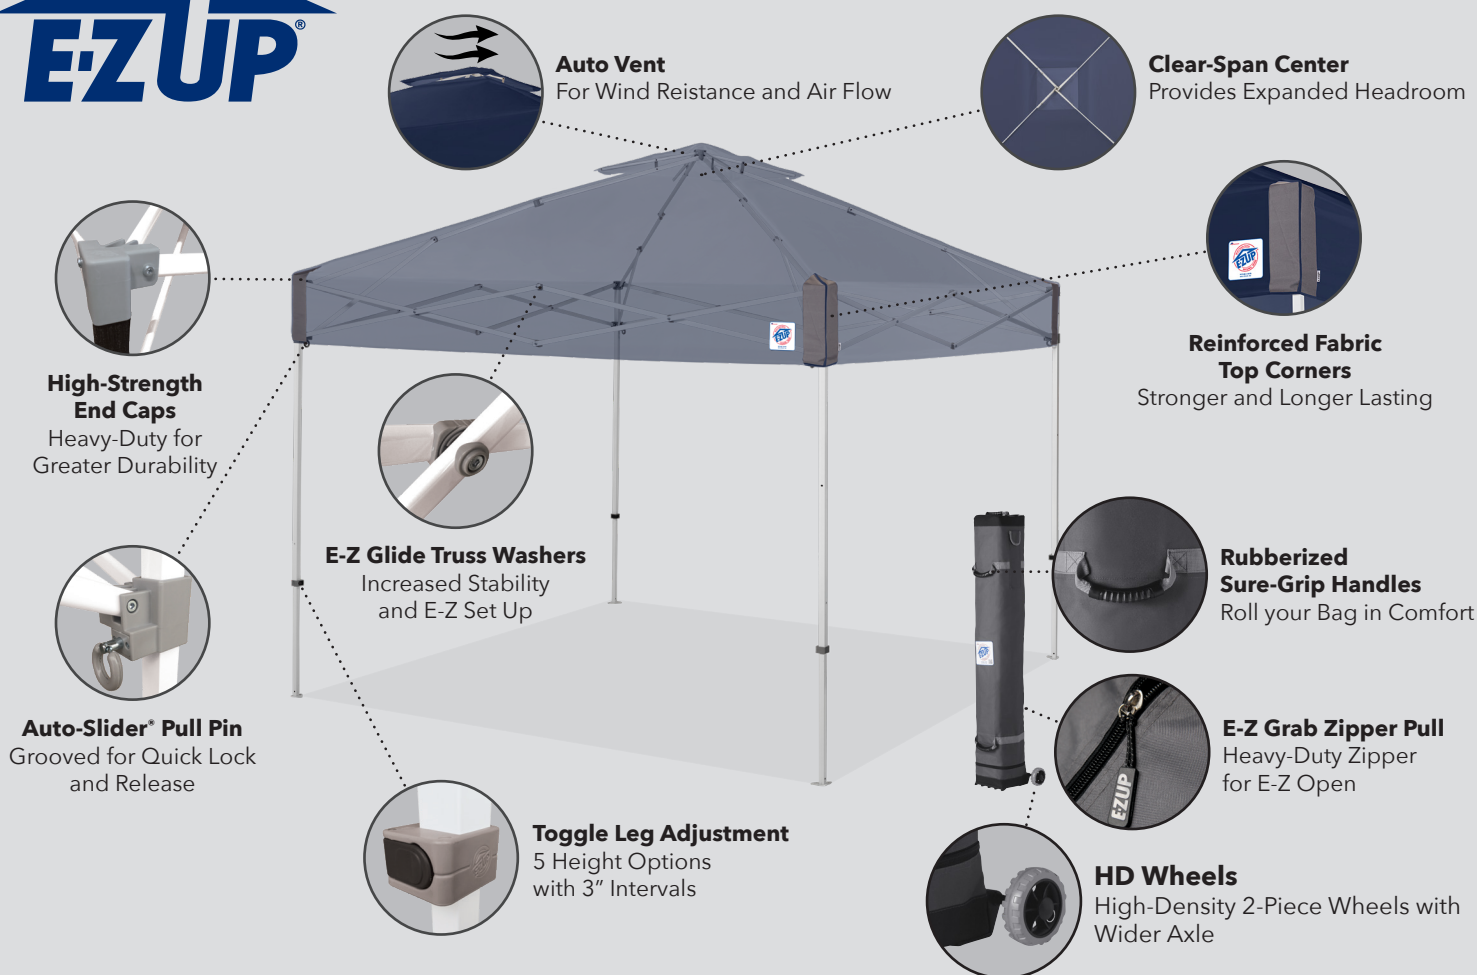 E-Z UP®
Auto Vent
For Wind Reistance and Air Flow
Clear-Span Center
Provides Expanded Headroom
High-Strength
End Caps
Heavy-Duty for
Greater Durability
E-Z UP
Reinforced Fabric
Top Corners
Stronger and Longer Lasting
E-Z UP
E-Z Glide Truss Washers
Increased Stability
and E-Z Set Up
Rubberized
Sure-Grip Handles
Roll your Bag in Comfort
E-Z UP
Auto-Slider® Pull Pin
Grooved for Quick Lock
and Release
E-Z Grab Zipper Pull
Heavy-Duty Zipper
for E-Z Open
E-Z UP
Toggle Leg Adjustment
5 Height Options
with 3” Intervals
HD Wheels
High-Density 2-Piece Wheels with
Wider Axle